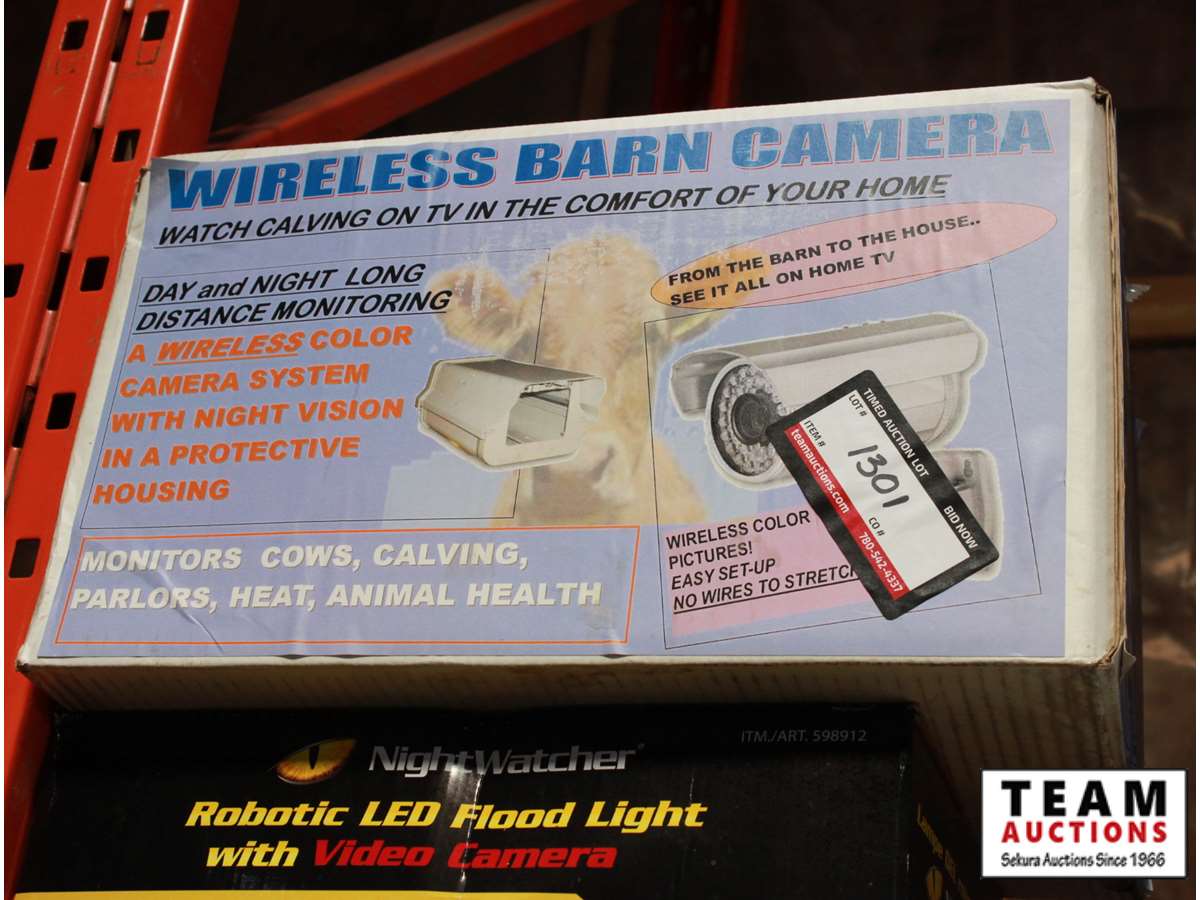 WIRELESS BARN CAMERA
WATCH CALVING ON TV IN THE COMFORT OF YOUR HOME
DAY and NIGHT LONG
DISTANCE MONITORING
A WIRELESS COLOR
CAMERA SYSTEM
WITH NIGHT VISION
IN A PROTECTIVE
HOUSING
FROM THE BARN TO THE HOUSE..
SEE IT ALL ON HOME TV
MONITORS COWS, CALVING,
PARLORS, HEAT, ANIMAL HEALTH
WIRELESS COLOR
PICTURES!
EASY SET-UP
NO WIRES TO
TIMED AUCTION LOT
BID NOW
LOT #
1301
ITEM #
CO #
teamauctions.com 780-542-4337
ITM./ART. 598912
NightWatcher
Robotic LED Flood Light
with Video Camera
TEAM
AUCTIONS
Sekura Auctions Since 1966